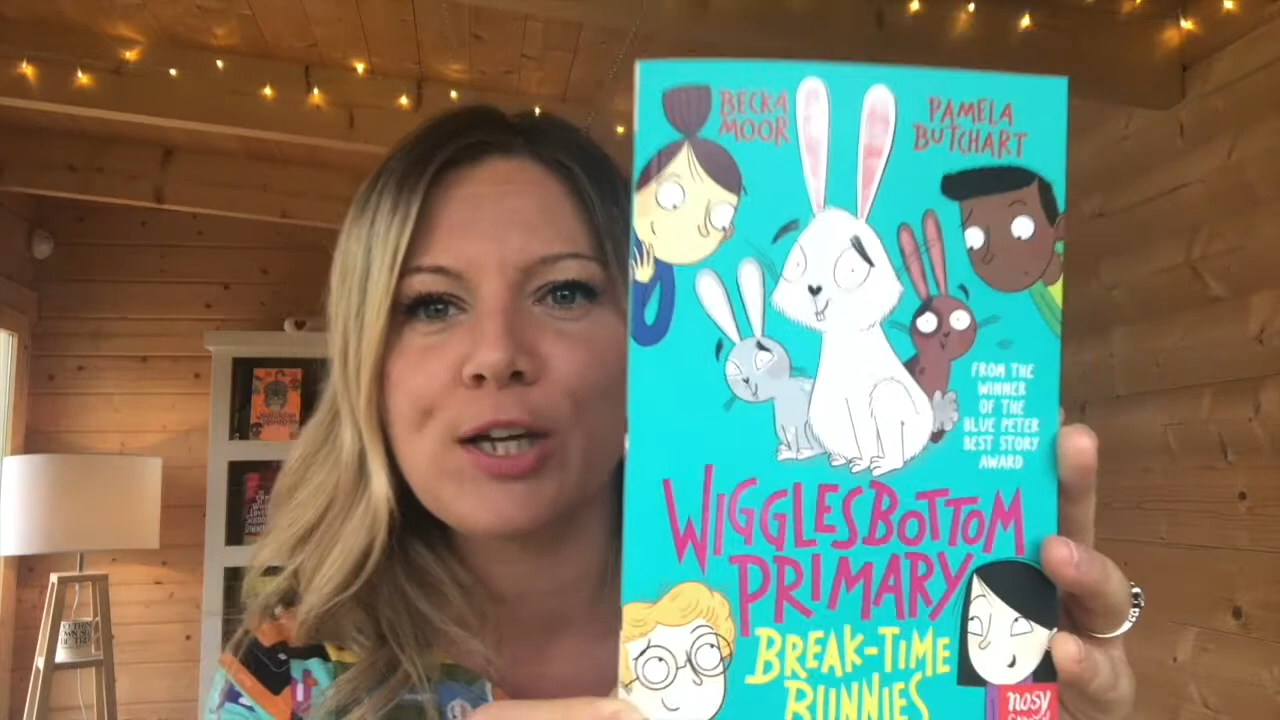 BECKA
MOOR
PAMELA
BUTCHART
FROM THE
WINNER
OF THE
BLUE PETER
BEST STORY
AWARD
WIGGLESBOTTOM
PRIMARY
BREAK-TIME
BUNNIES
nosy